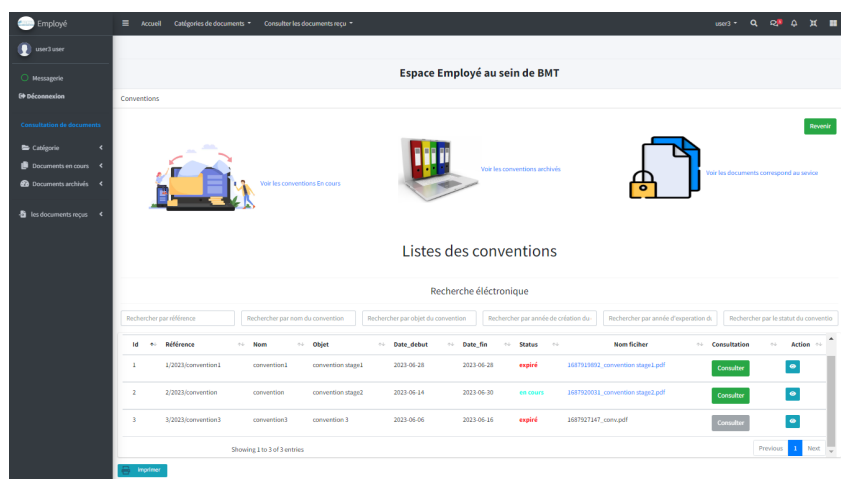 Employé
Accueil Catégories de documents Consulter les documents reçu user3
user3 user
Messagerie
Déconnexion
Consultation de documents
Catégorie
Documents en cours
Documents archivés
les documents reçus
Espace Employé au sein de BMT
Conventions
Revenir
Voir les conventions En cours
Voir les conventions archivés
Voir les documents correspond au sevice
Listes des conventions
Recherche éléctronique
Rechercher par référence Rechercher par nom du convention Rechercher par objet du convention Rechercher par année de création du Rechercher par année d'experation du Rechercher par le statut du conventio
Id Référence Nom Objet Date_debut Date_fin Status Nom ficiher Consultation Action
1 1/2023/convention1 convention1 convention stage1 2023-06-28 2023-06-28 expiré 1687919892_convention stage1.pdf Consulter
2 2/2023/convention convention convention stage2 2023-06-14 2023-06-30 en cours 1687920031_convention stage2.pdf Consulter
3 3/2023/convention3 convention3 convention 3 2023-06-06 2023-06-16 expiré 1687927147_conv.pdf Consulter
Showing 1 to 3 of 3 entries
Previous 1 Next
Imprimer